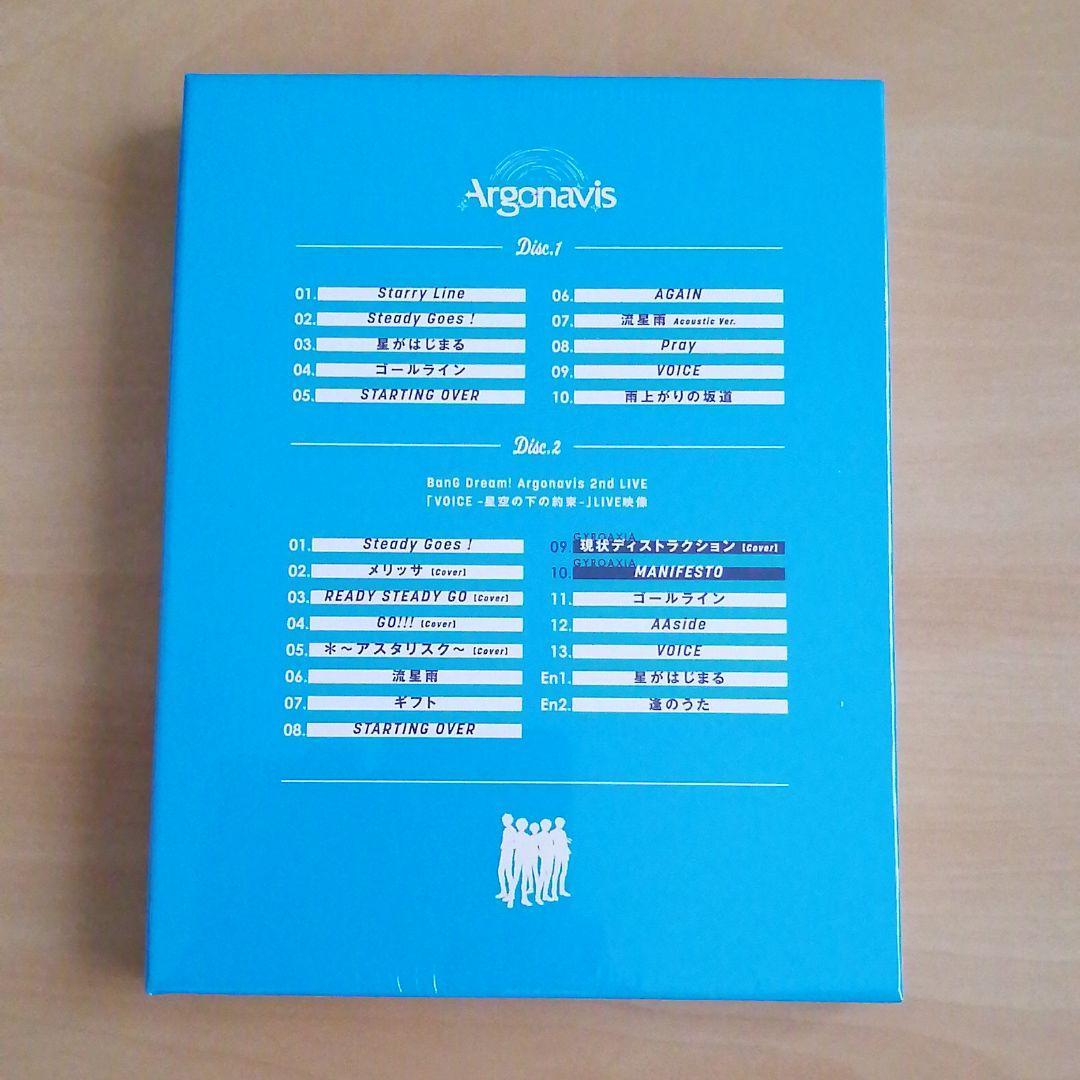 Argonavis
Disc.1
01. Starry Line
02. Steady Goes !
03. 星がはじまる
04. ゴールライン
05. STARTING OVER
06. AGAIN
07. 流星雨 Acoustic Ver.
08. Pray
09. VOICE
10. 雨上がりの坂道
Disc.2
BanG Dream! Argonavis 2nd LIVE
「VOICE -星空の下の約束-」LIVE映像
01. Steady Goes !
02. メリッサ [Cover]
03. READY STEADY GO [Cover]
04. GO!!! [Cover]
05. ＊～アスタリスク～ [Cover]
06. 流星雨
07. ギフト
08. STARTING OVER
GYROAXIA
09. 現状ディストラクション [Cover]
GYROAXIA
10. MANIFESTO
11. ゴールライン
12. AAside
13. VOICE
En1. 星がはじまる
En2. 逢のうた